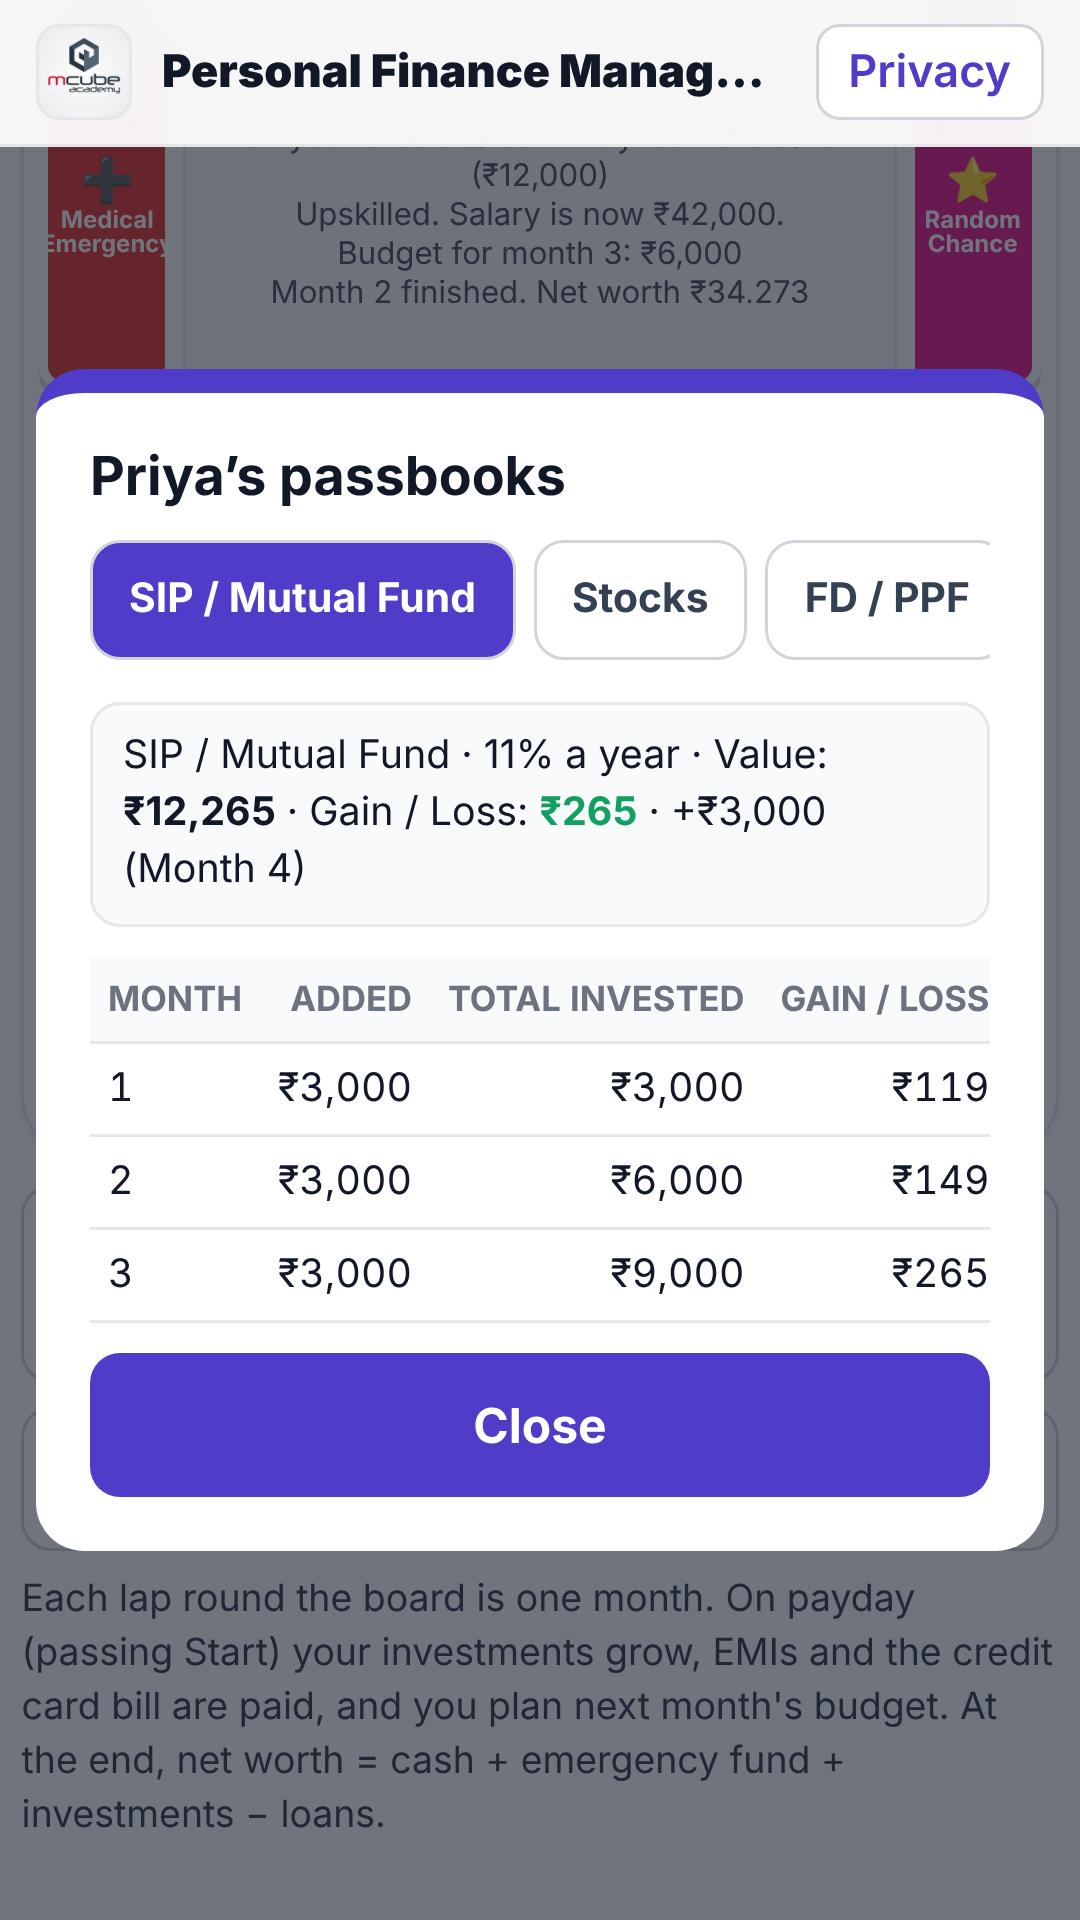 mcube
academy
Personal Finance Manag...
Privacy
(₹12,000)
Upskilled. Salary is now ₹42,000.
Budget for month 3: ₹6,000
Month 2 finished. Net worth ₹34,273
Medical
Emergency
Random
Chance
Priya’s passbooks
SIP / Mutual Fund
Stocks
FD / PPF
SIP / Mutual Fund · 11% a year · Value:
₹12,265 · Gain / Loss: ₹265 · +₹3,000
(Month 4)
MONTH ADDED TOTAL INVESTED GAIN / LOSS
1 ₹3,000 ₹3,000 ₹119
2 ₹3,000 ₹6,000 ₹149
3 ₹3,000 ₹9,000 ₹265
Close
Each lap round the board is one month. On payday
(passing Start) your investments grow, EMIs and the credit
card bill are paid, and you plan next month's budget. At
the end, net worth = cash + emergency fund +
investments − loans.